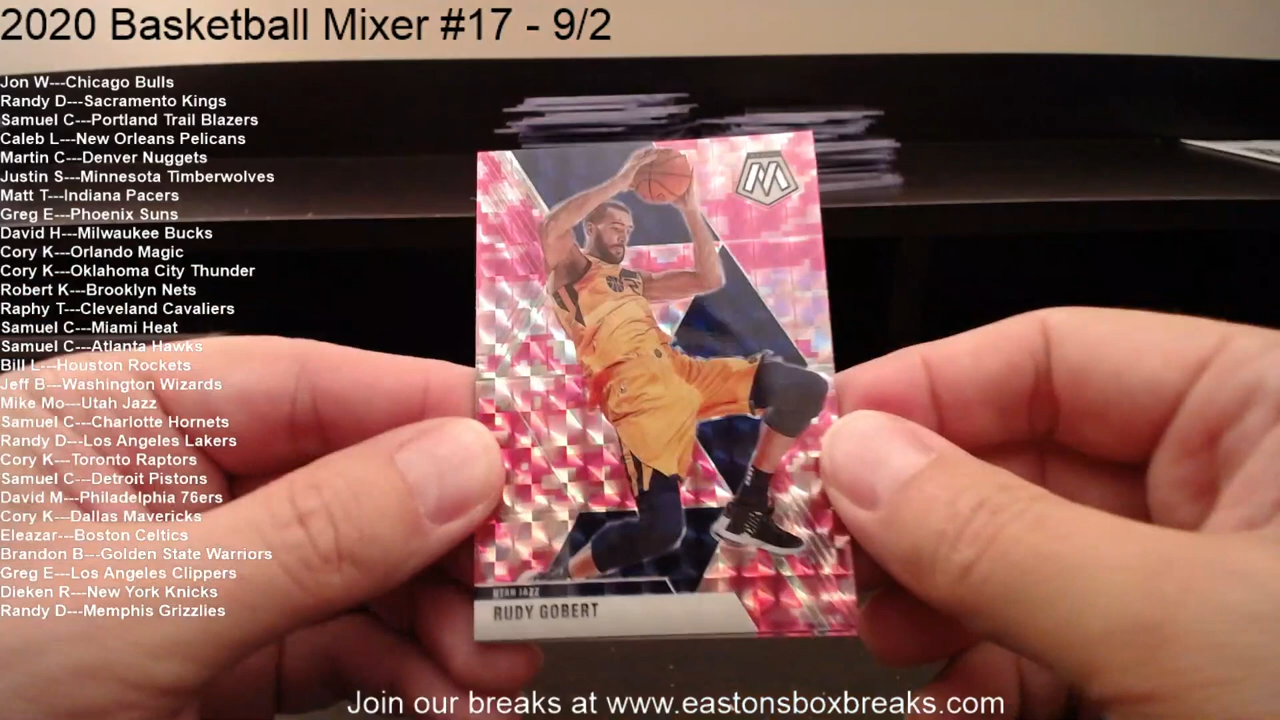 2020 Basketball Mixer #17 - 9/2
Jon W---Chicago Bulls
Randy D---Sacramento Kings
Samuel C---Portland Trail Blazers
Caleb L---New Orleans Pelicans
Martin C---Denver Nuggets
Justin S---Minnesota Timberwolves
Matt T---Indiana Pacers
Greg E---Phoenix Suns
David H---Milwaukee Bucks
Cory K---Orlando Magic
Cory K---Oklahoma City Thunder
Robert K---Brooklyn Nets
Raphy T---Cleveland Cavaliers
Samuel C---Miami Heat
Samuel C---Atlanta Hawks
Bill L---Houston Rockets
Jeff B---Washington Wizards
Mike Mo---Utah Jazz
Samuel C---Charlotte Hornets
Randy D---Los Angeles Lakers
Cory K---Toronto Raptors
Samuel C---Detroit Pistons
David M---Philadelphia 76ers
Cory K---Dallas Mavericks
Eleazar---Boston Celtics
Brandon B---Golden State Warriors
Greg E---Los Angeles Clippers
Dieken R---New York Knicks
Randy D---Memphis Grizzlies
M
UTAH JAZZ
RUDY GOBERT
Join our breaks at www.eastonsboxbreaks.com